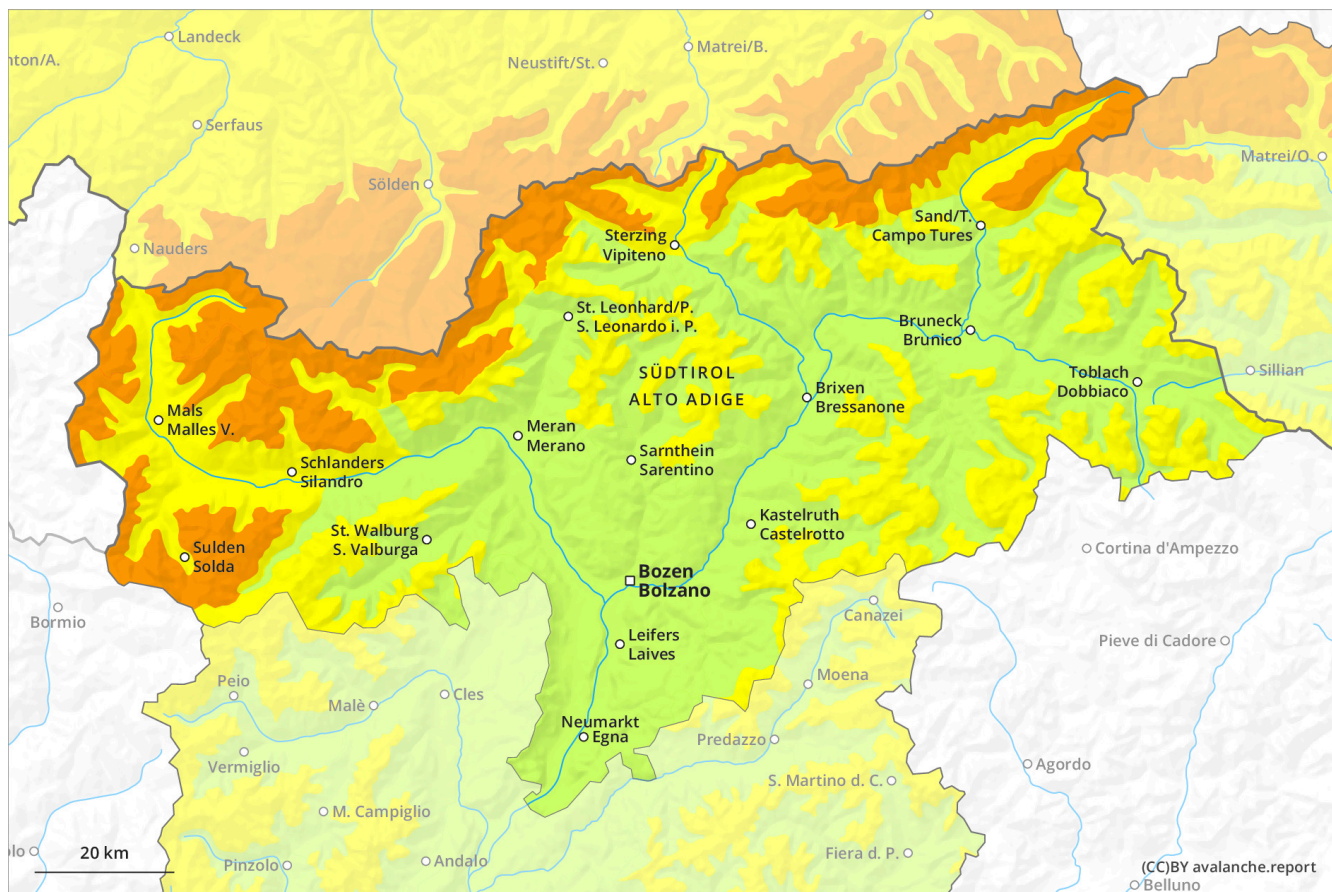 Landeck
nton/A.
Matrei/B.
Neustift/St.
Serfaus
Matrei/O.
Sölden
Sand/T.
Campo Tures
Nauders
Sterzing
Vipiteno
St. Leonhard/P.
S. Leonardo i. P.
Bruneck
Brunico
SÜDTIROL
ALTO ADIGE
Toblach
Dobbiaco
Sillian
Brixen
Bressanone
Mals
Malles V.
Meran
Merano
Sarnthein
Sarentino
Schlanders
Silandro
Kastelruth
Castelrotto
St. Walburg
S. Valburga
Sulden
Solda
Cortina d'Ampezzo
Bozen
Bolzano
Bormio
Canazei
Leifers
Laives
Pieve di Cadore
Peio
Malè
Cles
Moena
Neumarkt
Egna
Predazzo
Vermiglio
Agordo
S. Martino d. C.
M. Campiglio
olo
20 km
Pinzolo
Andalo
Fiera d. P.
(CC)BY avalanche.report
Belluno